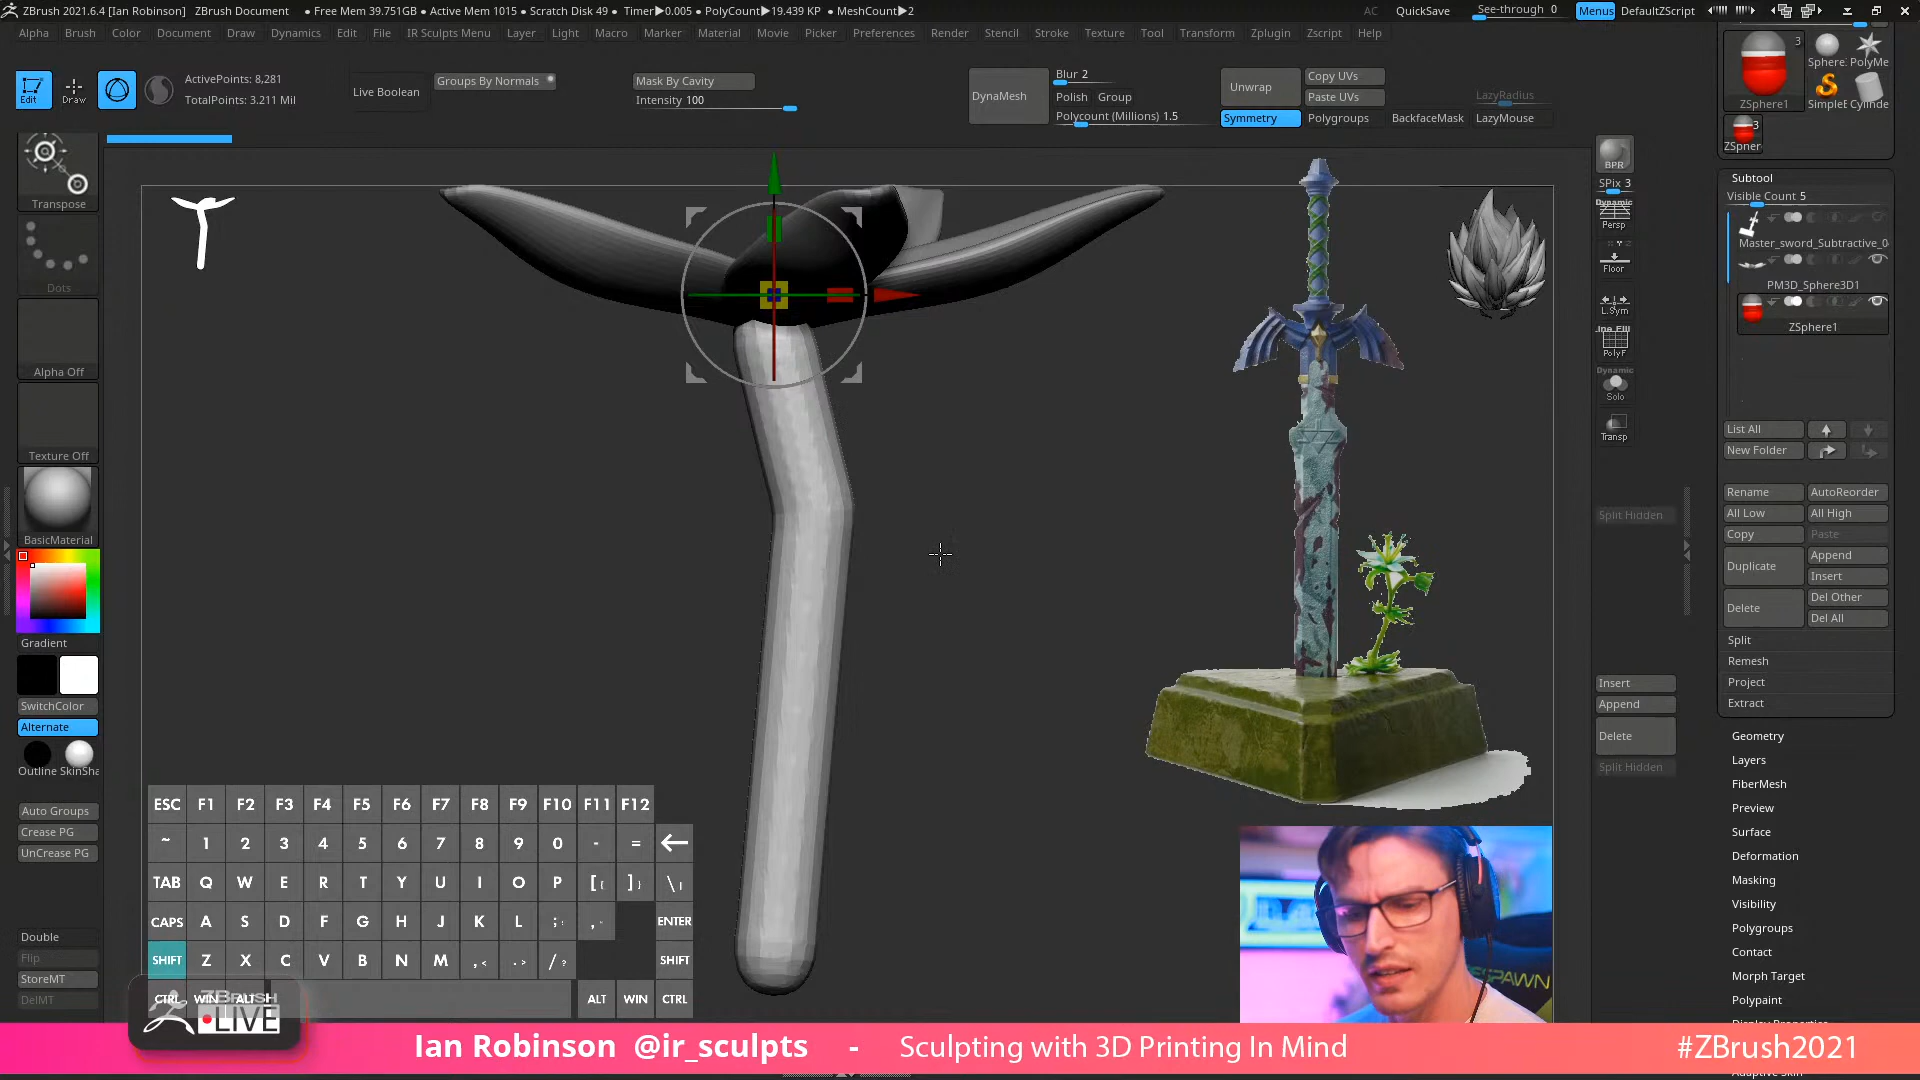 ZBrush 2021.6.4 [Ian Robinson] ZBrush Document • Free Mem 39.751GB • Active Mem 1015 • Scratch Disk 49 • Timer▶0.005 • PolyCount▶19.439 KP • MeshCount▶2 AC QuickSave See-through 0 Menus DefaultZScript
Alpha Brush Color Document Draw Dynamics Edit File IR Sculpts Menu Layer Light Macro Marker Material Movie Picker Preferences Render Stencil Stroke Texture Tool Transform Zplugin Zscript Help
Edit Draw
ActivePoints: 8,281
TotalPoints: 3.211 Mil
Live Boolean
Groups By Normals
Mask By Cavity
Intensity 100
DynaMesh
Blur 2
Polish Group
Polycount (Millions) 1.5
Unwrap
Copy UVs
Paste UVs
Symmetry Polygroups BackfaceMask LazyMouse
LazyRadius
Transpose
Dots
Alpha Off
Texture Off
BasicMaterial
Gradient
SwitchColor
Alternate
Outline SkinSha
Auto Groups
Crease PG
UnCrease PG
Double
Flip
StoreMT
DelMT
BPR
SPix 3
Dynamic
Persp
Floor
L.Sym
PolyF
Dynamic
Solo
Transp
Split Hidden
Insert
Append
Delete
Split Hidden
3
Sphere. PolyMe
ZSphere1 SimpleE Cylinde
3
Subtool
Visible Count 5
Master_sword_Subtractive_0
PM3D_Sphere3D1
ZSphere1
List All
New Folder
Rename AutoReorder
All Low All High
Copy Paste
Duplicate Append
Insert
Delete Del Other
Del All
Split
Remesh
Project
Extract
Geometry
Layers
FiberMesh
Preview
Surface
Deformation
Masking
Visibility
Polygroups
Contact
Morph Target
Polypaint
ESC F1 F2 F3 F4 F5 F6 F7 F8 F9 F10 F11 F12
~ 1 2 3 4 5 6 7 8 9 0 - =
TAB Q W E R T Y U I O P [{ ]} \|
CAPS A S D F G H J K L ;: ,. ENTER
SHIFT Z X C V B N M ,< .> /? SHIFT
CTRL WIN ALT ALT WIN CTRL
ZBRUSH
LIVE
Ian Robinson @ir_sculpts - Sculpting with 3D Printing In Mind #ZBrush2021